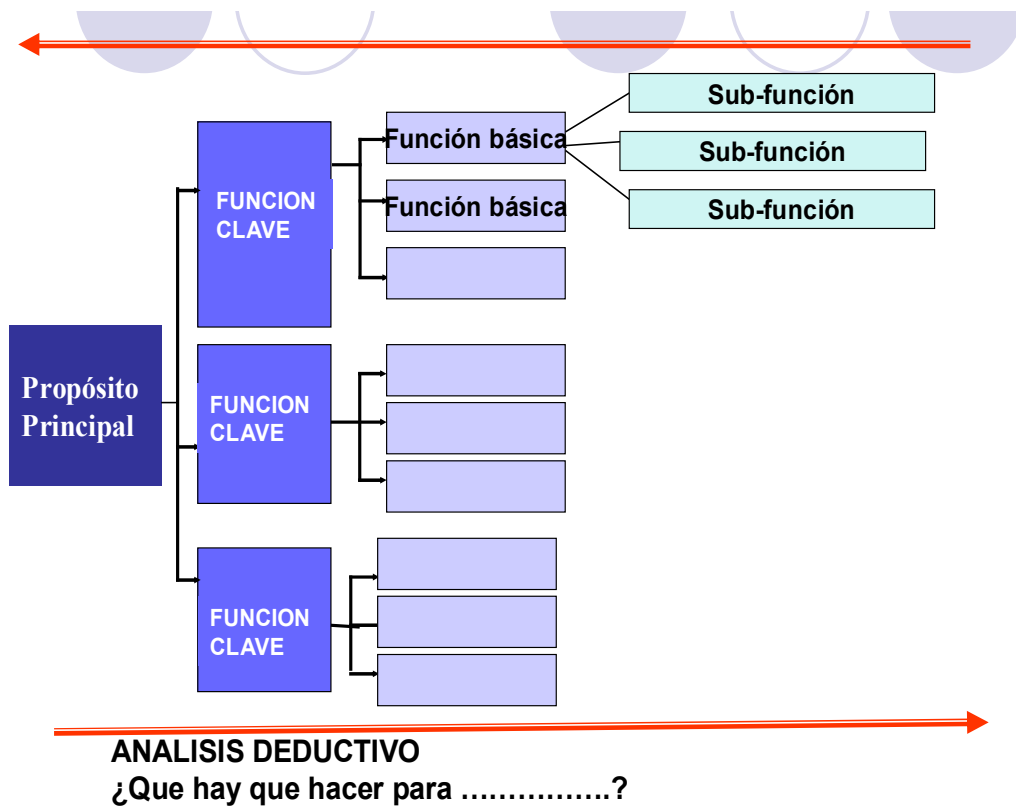 Sub-función
Función básica
Sub-función
Función básica
Sub-función
FUNCION
CLAVE
Propósito
Principal
FUNCION
CLAVE
FUNCION
CLAVE
ANALISIS DEDUCTIVO
¿Que hay que hacer para …………….?